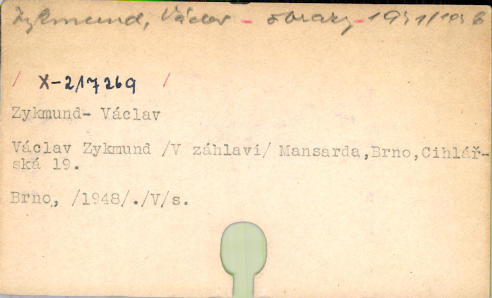 Zykmund, Václav - obrazy - 1931/1936
/ X-217269 /
Zykmund- Václav
Václav Zykmund /V záhlaví/ Mansarda,Brno,Cihlář-
ská 19.
Brno, /1948/./V/s.